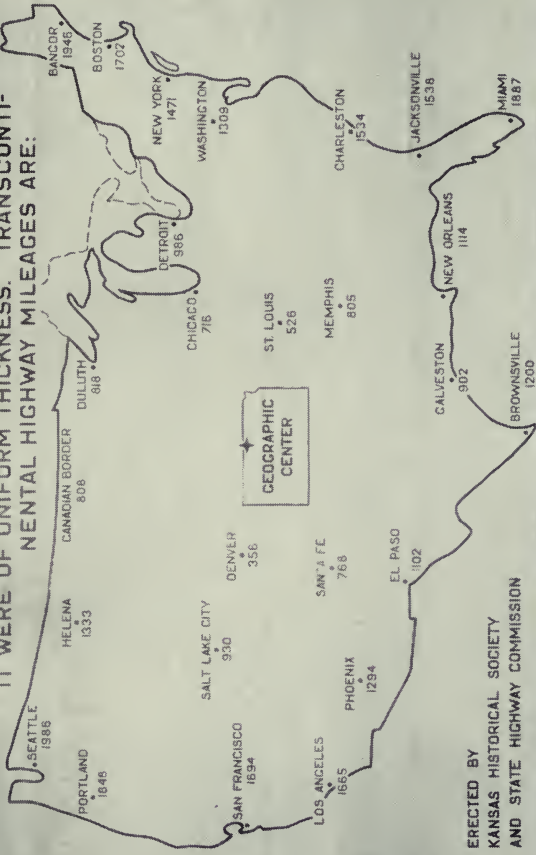 IT WERE OF UNIFORM THICKNESS. TRANSCONTI-
NENTAL HIGHWAY MILEAGES ARE:
SEATTLE
1986
PORTLAND
1846
HELENA
1333
CANADIAN BORDER
808
DULLUTH
818
BANGOR
1946
BOSTON
1702
NEW YORK
1471
WASHINGTON
1309
DETROIT
986
CHICAGO
716
SALT LAKE CITY
930
DENVER
356
GEOGRAPHIC
CENTER
ST. LOUIS
526
MEMPHIS
805
SAN FRANCISCO
1694
LOS ANGELES
1665
PHOENIX
1294
SANTA FE
768
EL PASO
1102
GALVESTON
902
BROWNSVILLE
1200
NEW ORLEANS
1114
CHARLESTON
1534
JACKSONVILLE
1538
MIAMI
1887
ERECTED BY
KANSAS HISTORICAL SOCIETY
AND STATE HIGHWAY COMMISSION